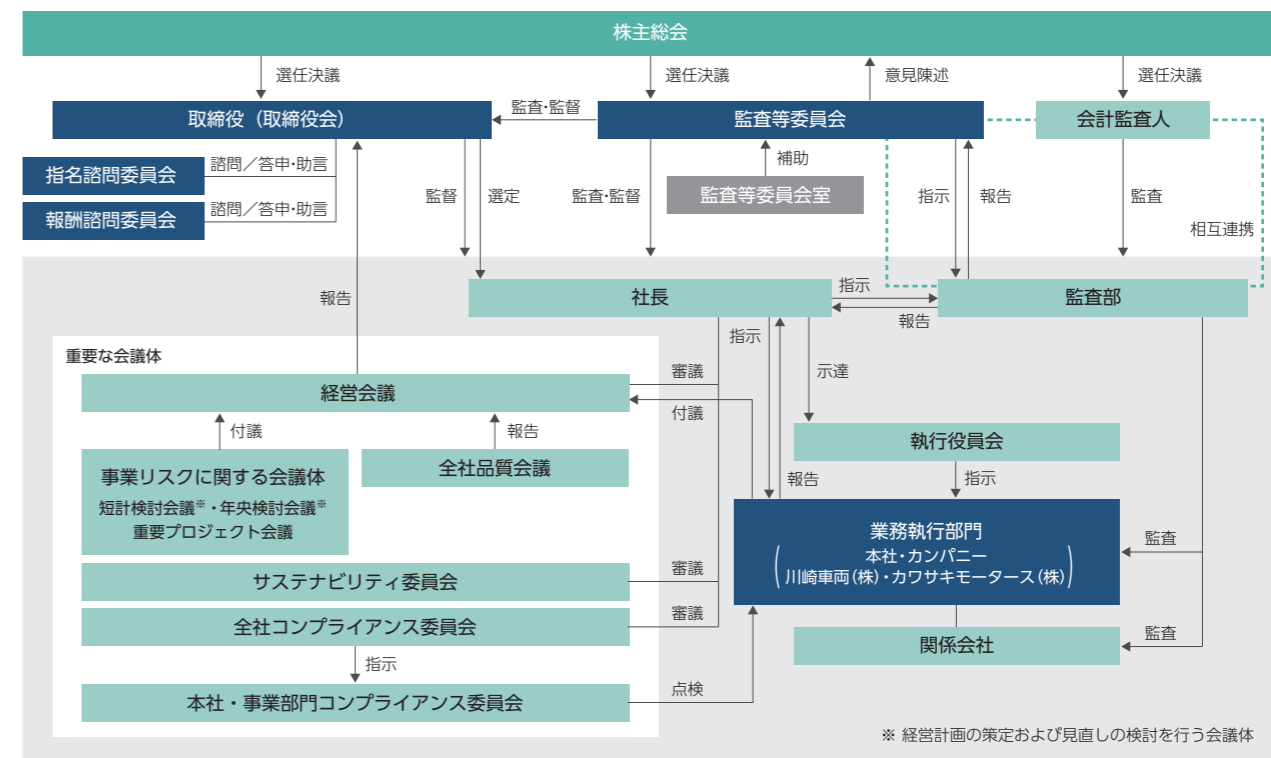 株主総会
選任決議
選任決議
意見陳述
選任決議
取締役（取締役会）
監査・監督
監査等委員会
会計監査人
指名諮問委員会
諮問／答申・助言
報酬諮問委員会
諮問／答申・助言
監督
選定
監査・監督
補助
監査等委員会室
指示
報告
監査
相互連携
報告
社長
指示
報告
監査部
重要な会議体
経営会議
審議
付議
指示
報告
示達
付議
報告
事業リスクに関する会議体
短計検討会議※・年央検討会議※
重要プロジェクト会議
全社品質会議
執行役員会
指示
業務執行部門
本社・カンパニー
川崎車両（株）・カワサキモータース（株）
監査
サステナビリティ委員会
審議
全社コンプライアンス委員会
審議
関係会社
監査
指示
本社・事業部門コンプライアンス委員会
点検
※ 経営計画の策定および見直しの検討を行う会議体